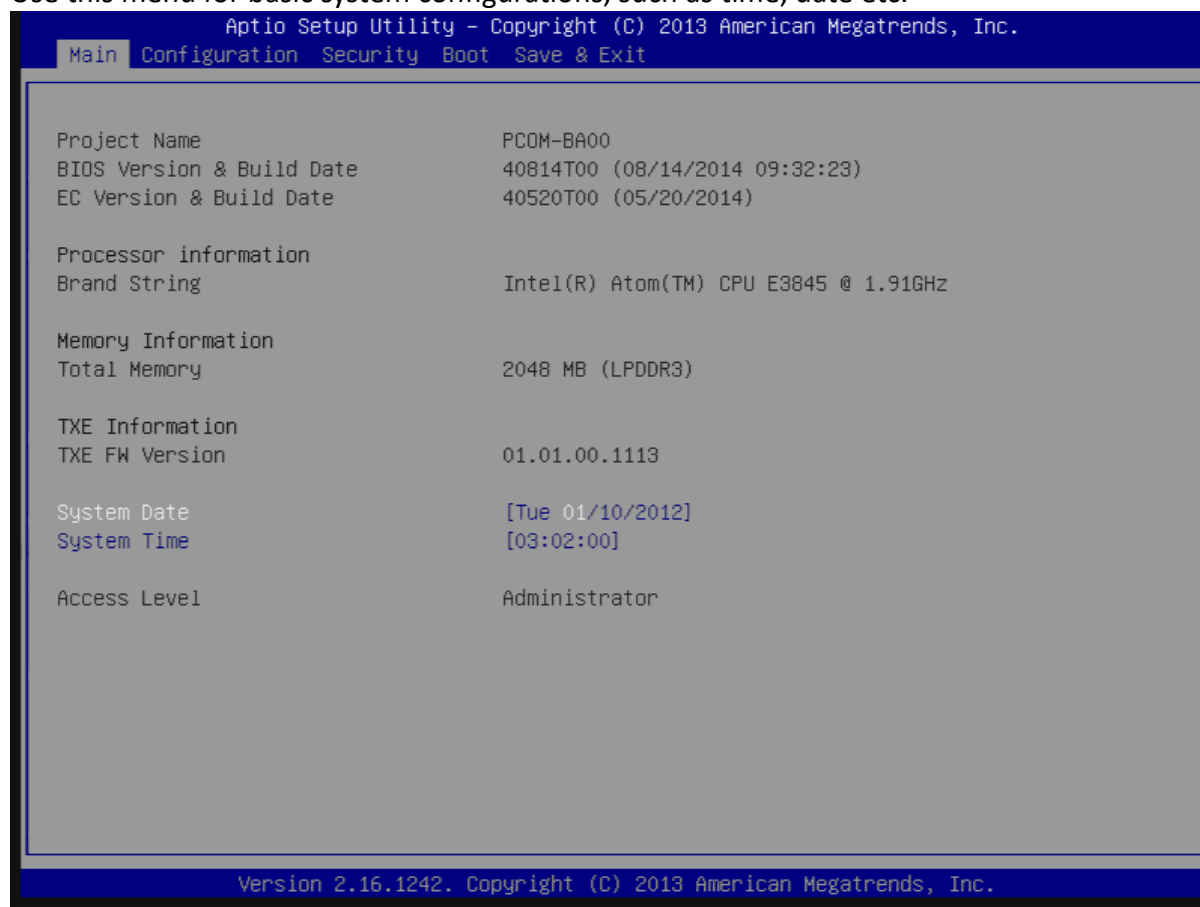 Use this menu for basic system configurations, such as time, date etc.
Aptio Setup Utility – Copyright (C) 2013 American Megatrends, Inc.
Main Configuration Security Boot Save & Exit
Project Name PCOM-BA00
BIOS Version & Build Date 40814T00 (08/14/2014 09:32:23)
EC Version & Build Date 40520T00 (05/20/2014)
Processor information
Brand String Intel(R) Atom(TM) CPU E3845 @ 1.91GHz
Memory Information
Total Memory 2048 MB (LPDDR3)
TXE Information
TXE FW Version 01.01.00.1113
System Date [Tue 01/10/2012]
System Time [03:02:00]
Access Level Administrator
Version 2.16.1242. Copyright (C) 2013 American Megatrends, Inc.